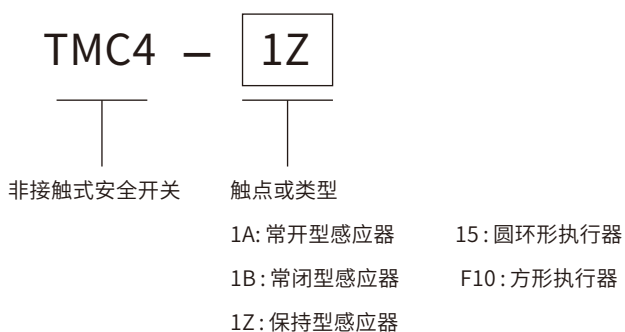 TMC4 – 1Z
非接触式安全开关 触点或类型
1A: 常开型感应器 15 : 圆环形执行器
1B : 常闭型感应器 F10 : 方形执行器
1Z : 保持型感应器